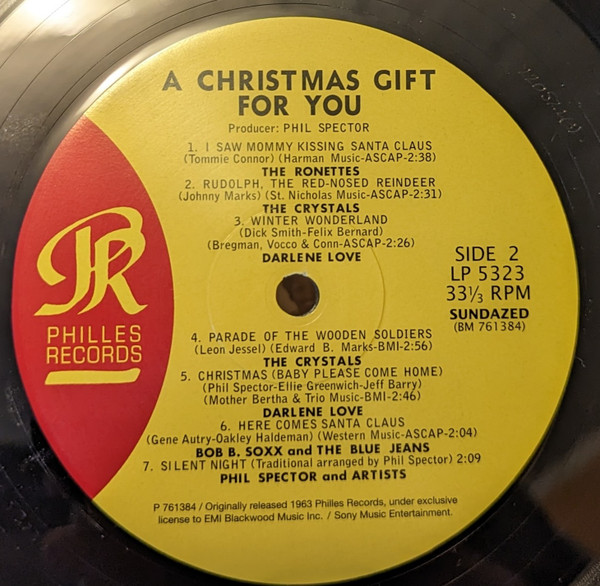 A CHRISTMAS GIFT
FOR YOU
Producer: PHIL SPECTOR
1. I SAW MOMMY KISSING SANTA CLAUS
(Tommie Connor) (Harman Music-ASCAP-2:38)
THE RONETTES
2. RUDOLPH, THE RED-NOSED REINDEER
(Johnny Marks) (St. Nicholas Music-ASCAP-2:31)
THE CRYSTALS
3. WINTER WONDERLAND
(Dick Smith-Felix Bernard)
(Bregman, Vocco & Conn-ASCAP-2:26)
DARLENE LOVE
SIDE 2
LP 5323
33⅓ RPM
SUNDAZED
(BM 761384)
PR
PHILLES
RECORDS
4. PARADE OF THE WOODEN SOLDIERS
(Leon Jessel) (Edward B. Marks-BMI-2:56)
THE CRYSTALS
5. CHRISTMAS (BABY PLEASE COME HOME)
(Phil Spector-Ellie Greenwich-Jeff Barry)
(Mother Bertha & Trio Music-BMI-2:46)
DARLENE LOVE
6. HERE COMES SANTA CLAUS
(Gene Autry-Oakley Haldeman) (Western Music-ASCAP-2:04)
BOB B. SOXX and THE BLUE JEANS
7. SILENT NIGHT (Traditional arranged by Phil Spector) 2:09
PHIL SPECTOR and ARTISTS
P 761384 / Originally released 1963 Philles Records, under exclusive
license to EMI Blackwood Music Inc. / Sony Music Entertainment.